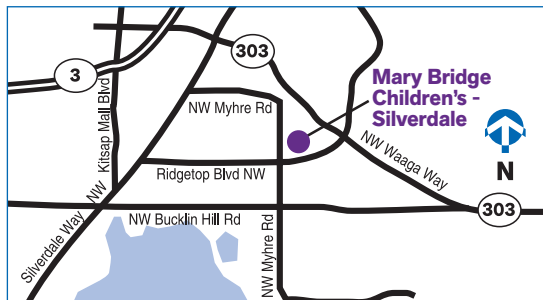 303
3
Kitsap Mall Blvd
NW Myhre Rd
Mary Bridge
Children's -
Silverdale
NW Waaga Way
N
Ridgetop Blvd NW
303
NW Bucklin Hill Rd
Silverdale Way NW
NW Myhre Rd